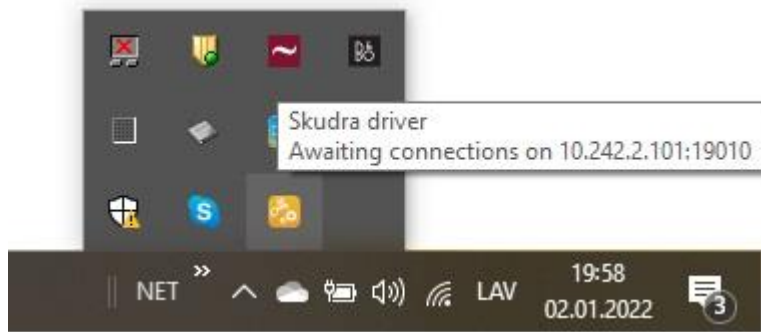 B&
Skudra driver
Awaiting connections on 10.242.2.101:19010
S
NET
LAV
19:58
02.01.2022
3